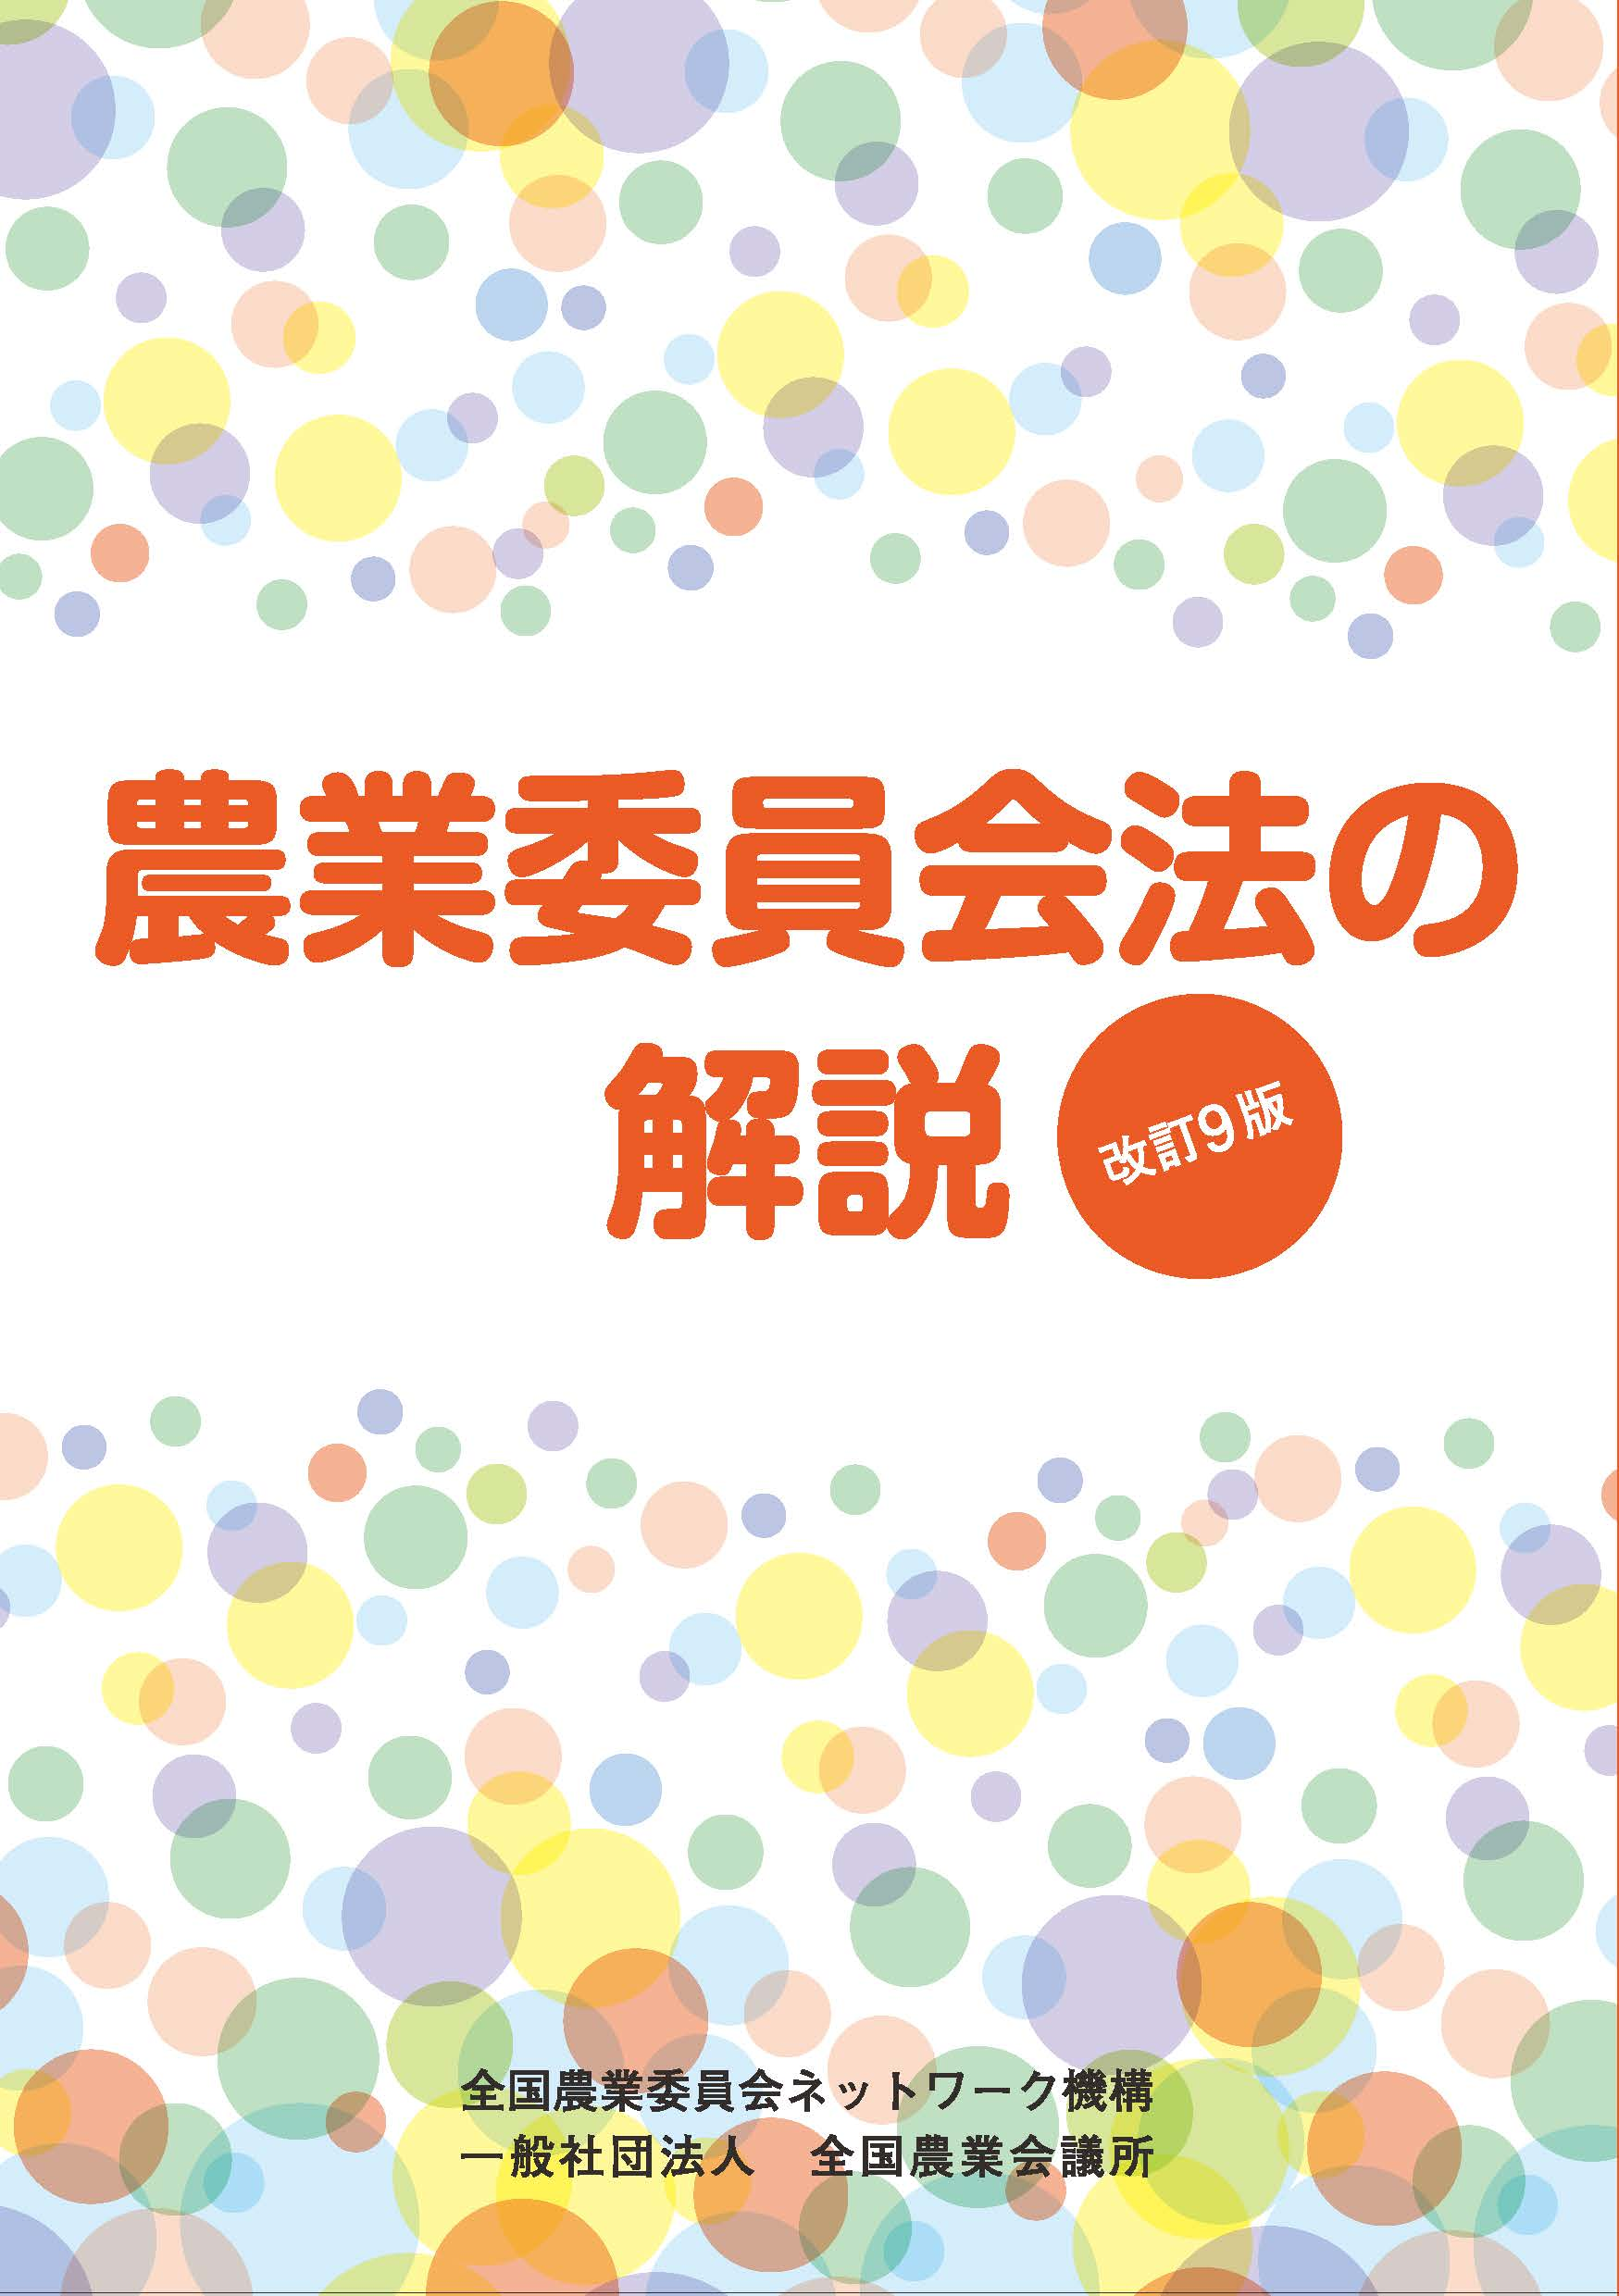 農業委員会法の
解説
改訂9版
全国農業委員会ネットワーク機構
一般社団法人　全国農業会議所